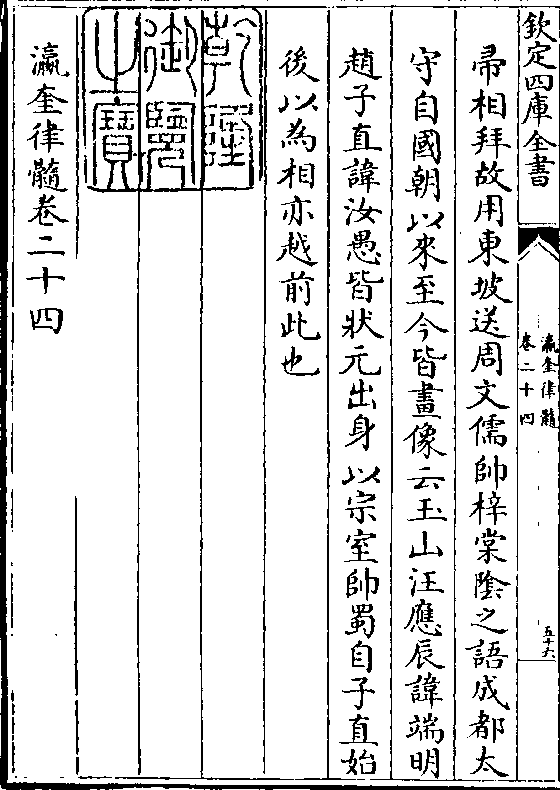 欽定四庫全書
瀛奎律髓
卷二十四
五十六
帚相拜故用東坡送周文儒帥梓棠陰之語成都太
守自國朝以來至今皆畫像云玉山汪應辰諱端明
趙子直諱汝愚皆狀元出身以宗室帥蜀自子直始
後以為相亦越前此也
乾隆御覽之寶
瀛奎律髓卷二十四